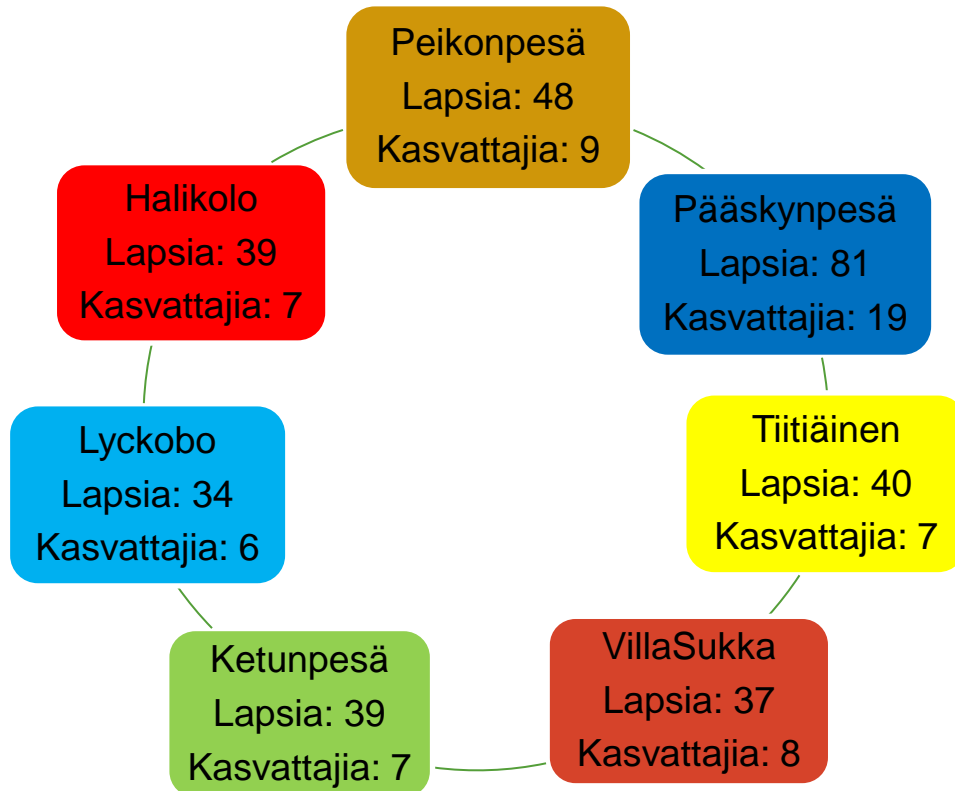 Peikonpesä
Lapsia: 48
Kasvattajia: 9
Pääskynpesä
Lapsia: 81
Kasvattajia: 19
Tiitiäinen
Lapsia: 40
Kasvattajia: 7
VillaSukka
Lapsia: 37
Kasvattajia: 8
Ketunpesä
Lapsia: 39
Kasvattajia: 7
Lyckobo
Lapsia: 34
Kasvattajia: 6
Halikolo
Lapsia: 39
Kasvattajia: 7